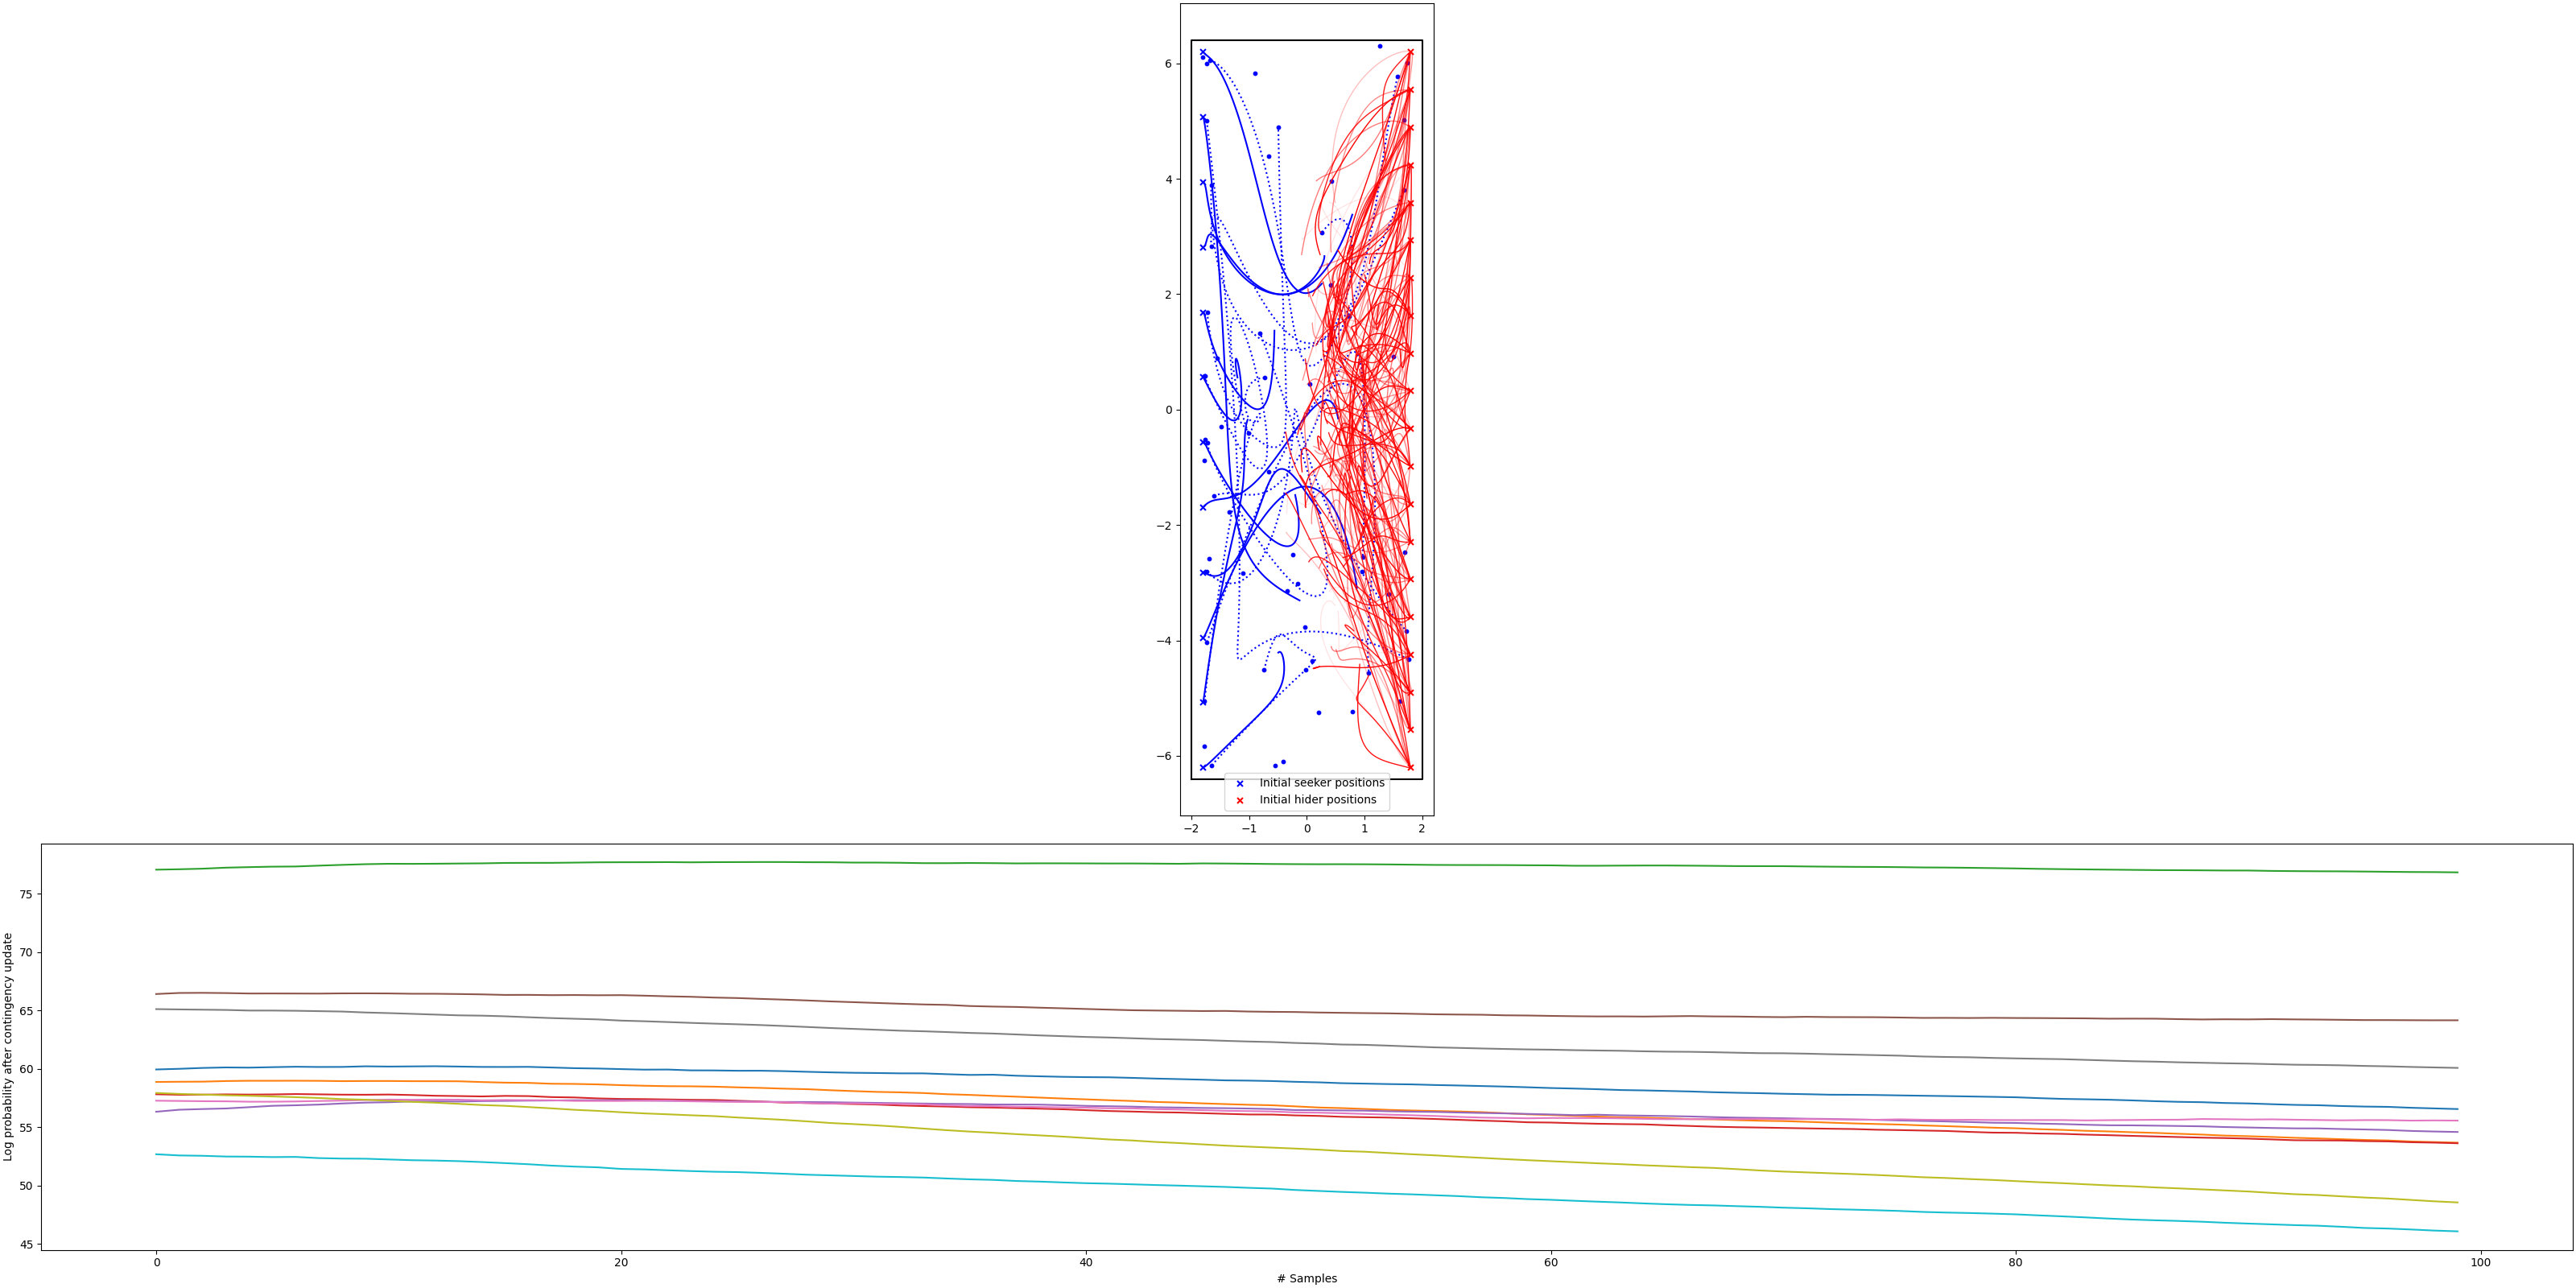 6
4
2
0
−2
−4
−6
Initial seeker positions
Initial hider positions
−2 −1 0 1 2
75
70
65
60
55
50
45
Log probability after contingency update
0 20 40 60 80 100
# Samples